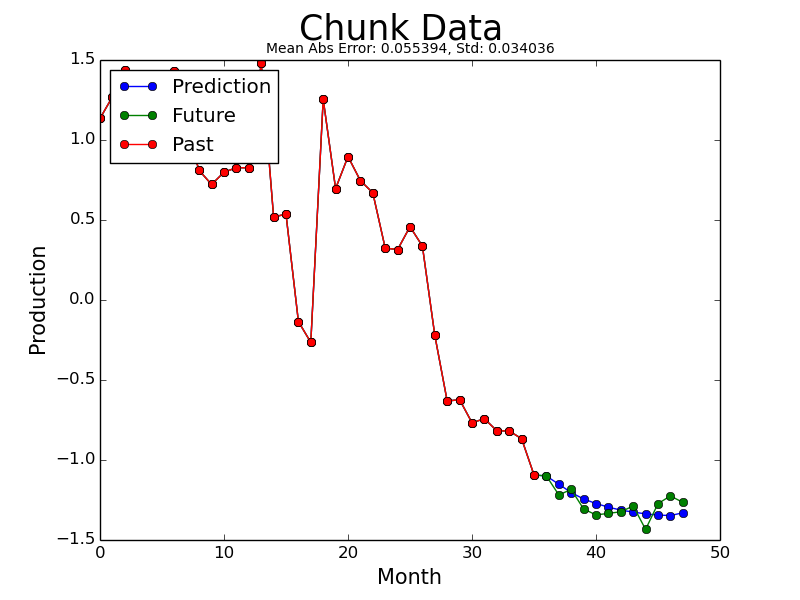 Chunk Data
Mean Abs Error: 0.055394, Std: 0.034036
Prediction
Future
Past
1.5
1.0
0.5
0.0
−0.5
−1.0
−1.5
Production
0 10 20 30 40 50
Month